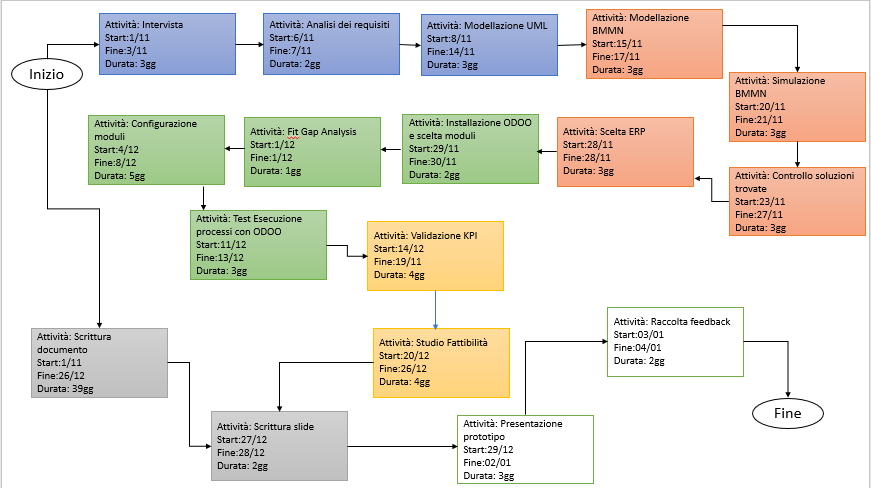 Inizio
Attività: Intervista
Start:1/11
Fine:3/11
Durata: 3gg
Attività: Analisi dei requisiti
Start:6/11
Fine:7/11
Durata: 2gg
Attività: Modellazione UML
Start:8/11
Fine:14/11
Durata: 3gg
Attività: Modellazione
BMMN
Start:15/11
Fine:17/11
Durata: 3gg
Attività: Simulazione
BMMN
Start:20/11
Fine:21/11
Durata: 3gg
Attività: Controllo soluzioni
trovate
Start:23/11
Fine:27/11
Durata: 3gg
Attività: Scelta ERP
Start:28/11
Fine:28/11
Durata: 3gg
Attività: Installazione ODOO
e scelta moduli
Start:29/11
Fine:30/11
Durata: 2gg
Attività: Fit Gap Analysis
Start:1/12
Fine:1/12
Durata: 1gg
Attività: Configurazione
moduli
Start:4/12
Fine:8/12
Durata: 5gg
Attività: Test Esecuzione
processi con ODOO
Start:11/12
Fine:13/12
Durata: 3gg
Attività: Validazione KPI
Start:14/12
Fine:19/11
Durata: 4gg
Attività: Studio Fattibilità
Start:20/12
Fine:26/12
Durata: 4gg
Attività: Scrittura
documento
Start:1/11
Fine:26/12
Durata: 39gg
Attività: Scrittura slide
Start:27/12
Fine:28/12
Durata: 2gg
Attività: Presentazione
prototipo
Start:29/12
Fine:02/01
Durata: 3gg
Attività: Raccolta feedback
Start:03/01
Fine:04/01
Durata: 2gg
Fine